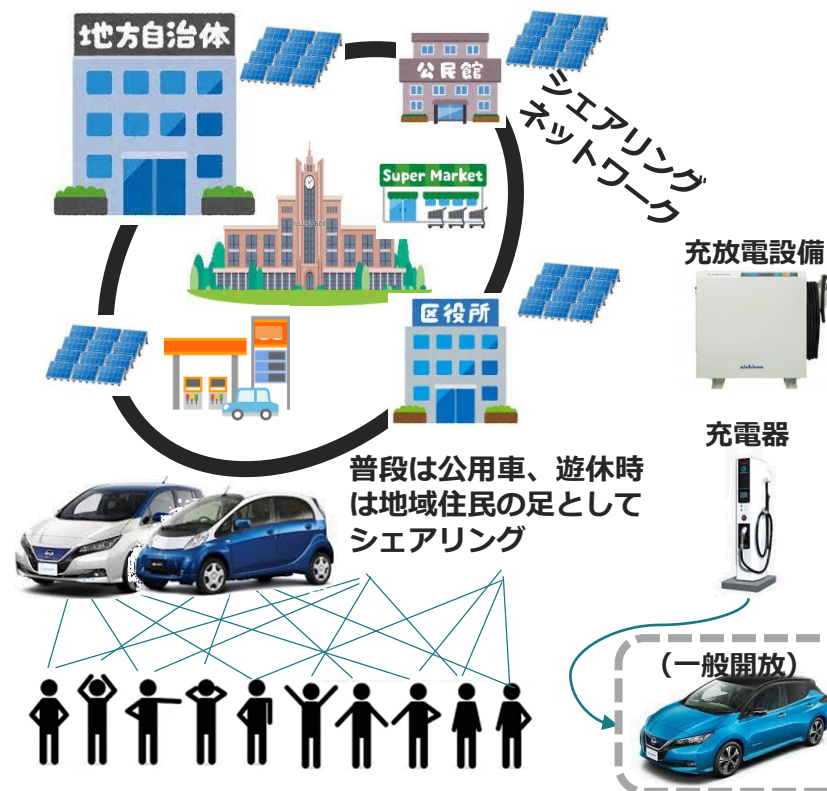 地方自治体
公民館
シェアリング
ネットワーク
Super Market
充放電設備
区役所
nichicon
充電器
普段は公用車、遊休時
は地域住民の足として
シェアリング
（一般開放）